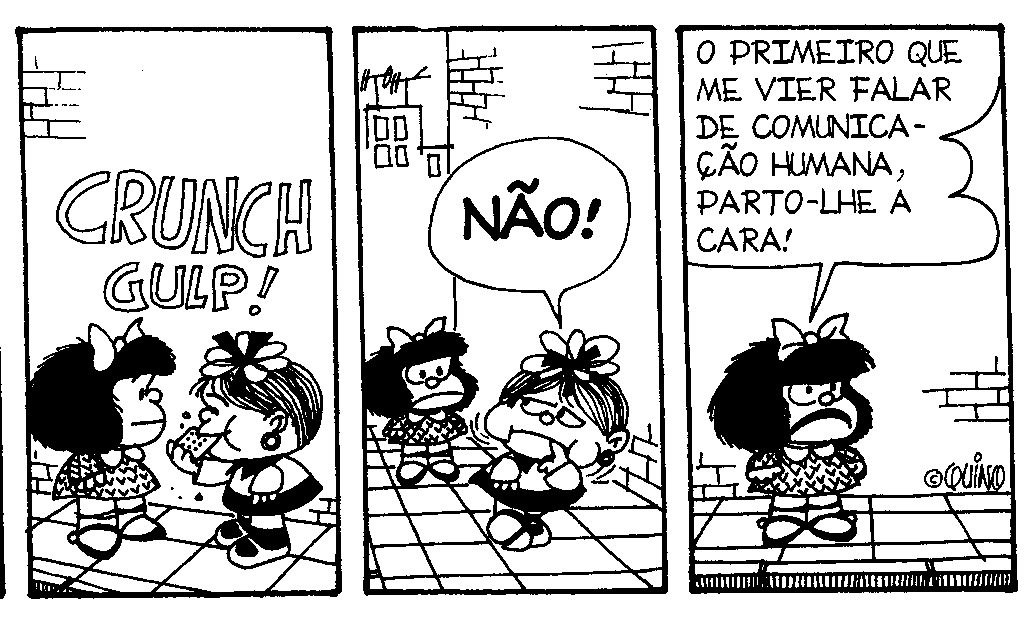 CRUNCH
GULP!
NÃO!
O PRIMEIRO QUE
ME VIER FALAR
DE COMUNICA-
ÇÃO HUMANA,
PARTO-LHE A
CARA!
©QUINO